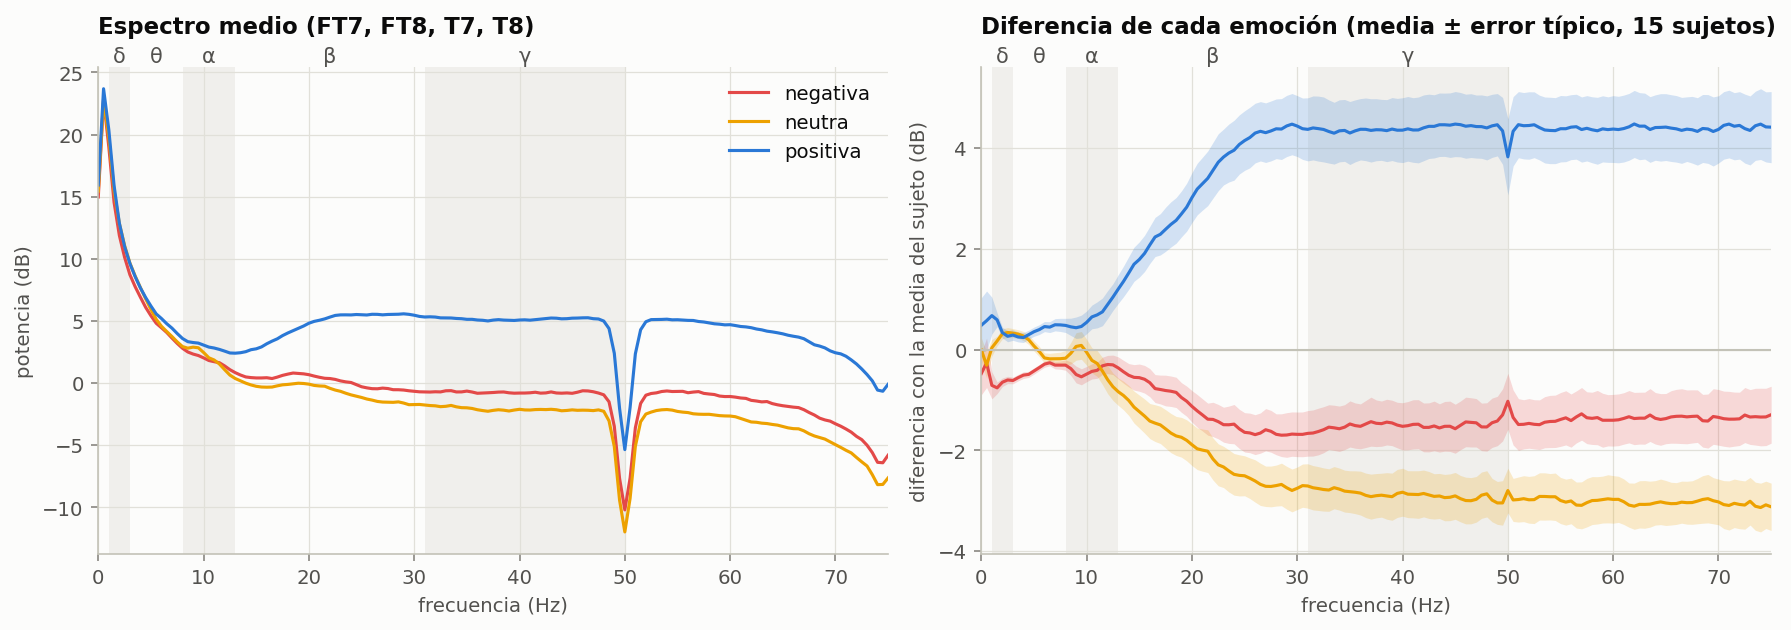 Espectro medio (FT7, FT8, T7, T8)
δ θ α β γ
25
20
15
10
5
0
−5
−10
potencia (dB)
negativa
neutra
positiva
0 10 20 30 40 50 60 70
frecuencia (Hz)
Diferencia de cada emoción (media ± error típico, 15 sujetos)
δ θ α β γ
4
2
0
−2
−4
diferencia con la media del sujeto (dB)
0 10 20 30 40 50 60 70
frecuencia (Hz)